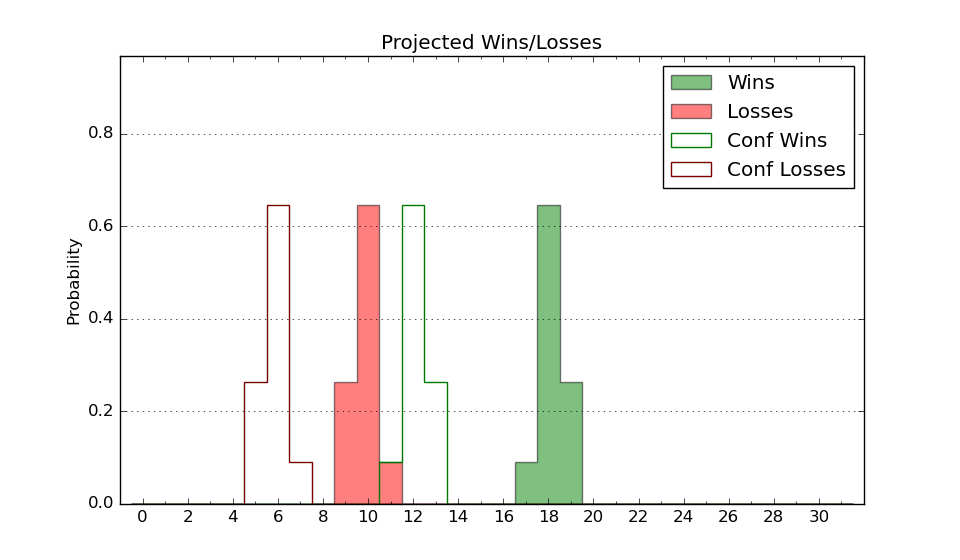 Projected Wins/Losses
Wins
Losses
Conf Wins
Conf Losses
Probability
0.8
0.6
0.4
0.2
0.0
0 2 4 6 8 10 12 14 16 18 20 22 24 26 28 30